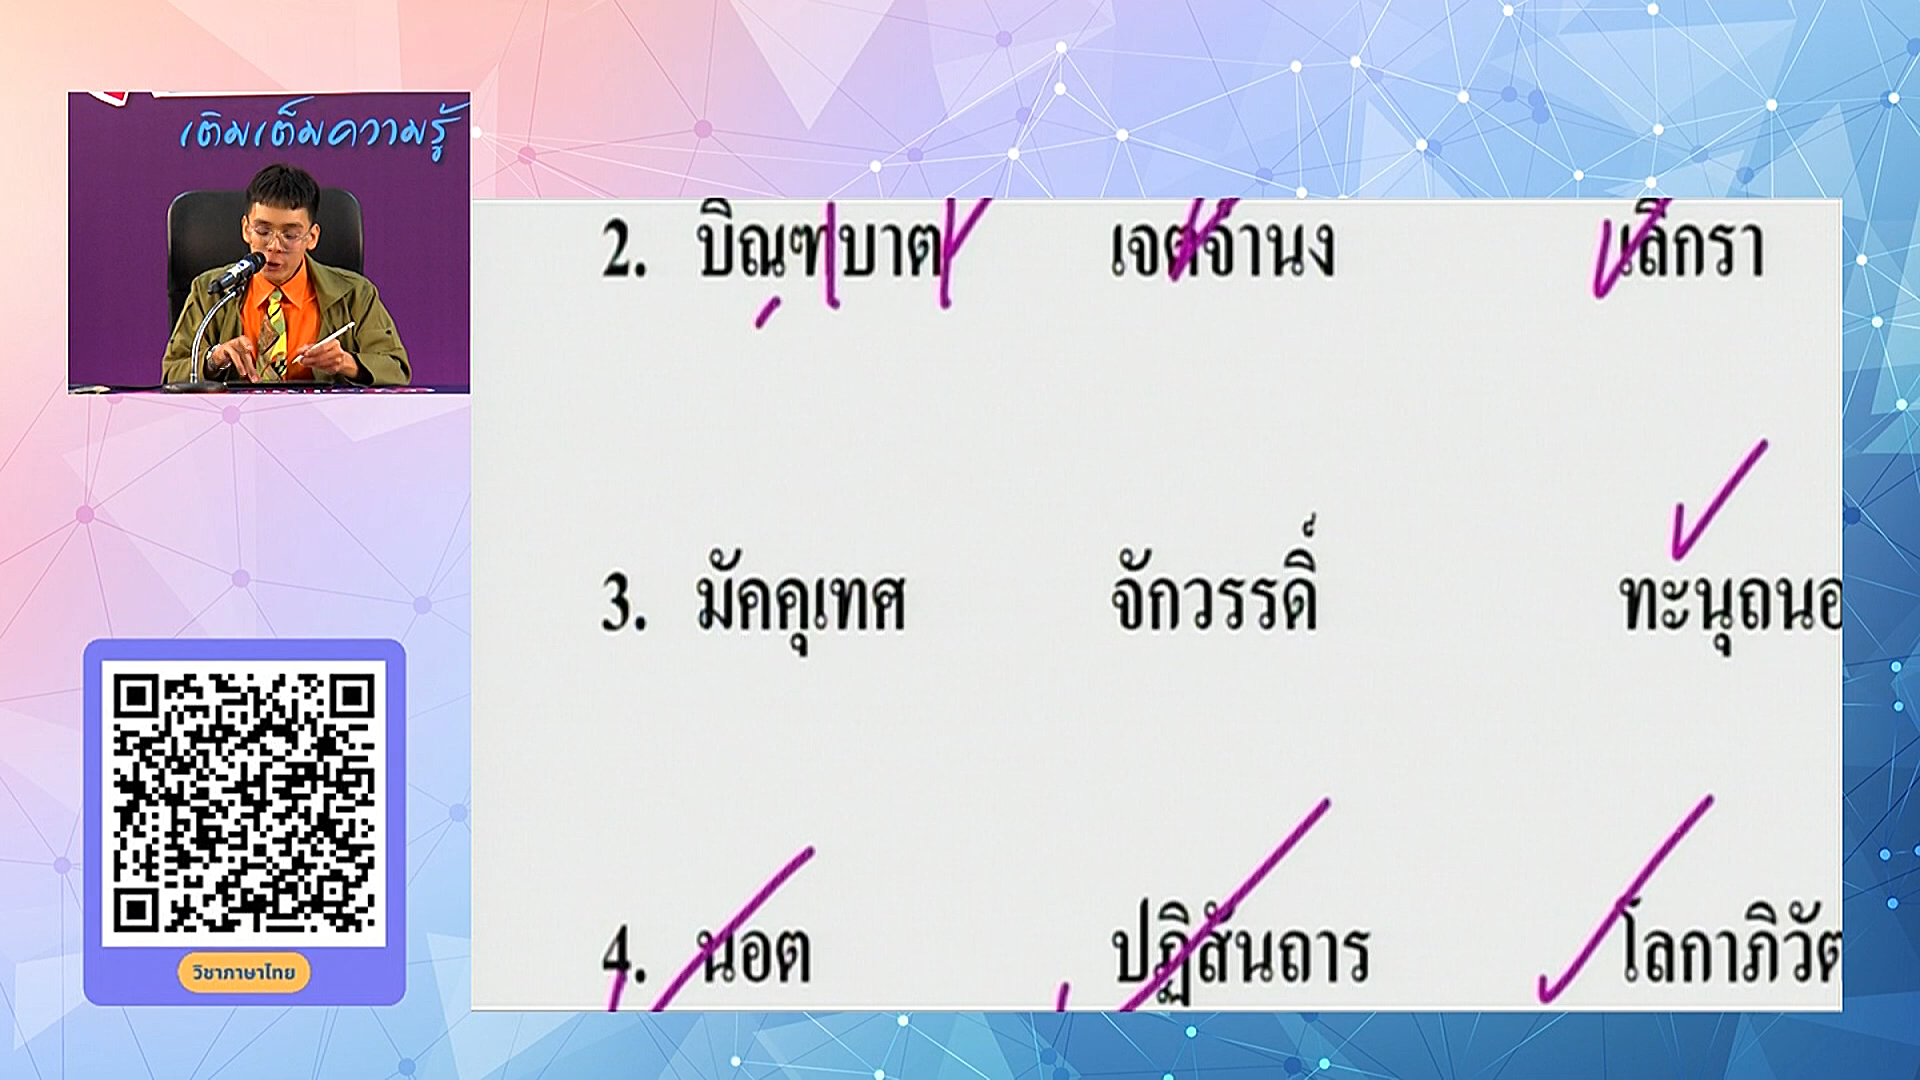 เติมเต็มความรู้
2. บิณฑบาต เจตจำนง เลิกรา
3. มัคคุเทศ จักวรรดิ์ ทะนุถนอ
4. นอต ปฏิสันถาร โลกาภิวัต
วิชาภาษาไทย